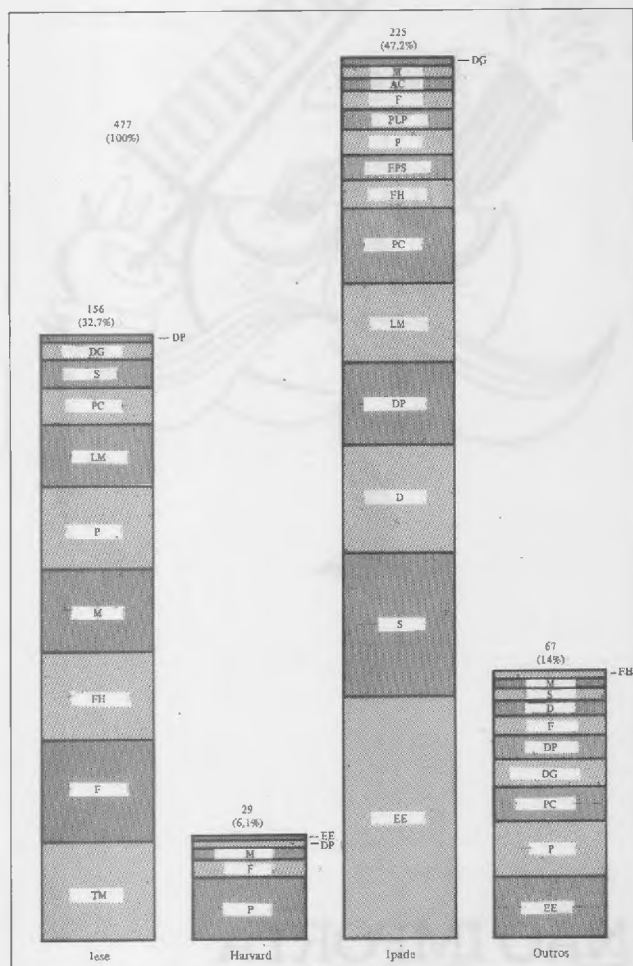 477
(100%)
156
(32,7%)
DP
DG
S
PC
LM
P
M
FH
F
TM
Iese
29
(6,1%)
EE
DP
M
F
P
Harvard
225
(47,2%)
DG
M
AC
F
PLP
P
FPS
FH
PC
LM
DP
D
S
EE
Ipade
67
(14%)
FH
M
S
D
F
DP
DG
PC
P
EE
Outros